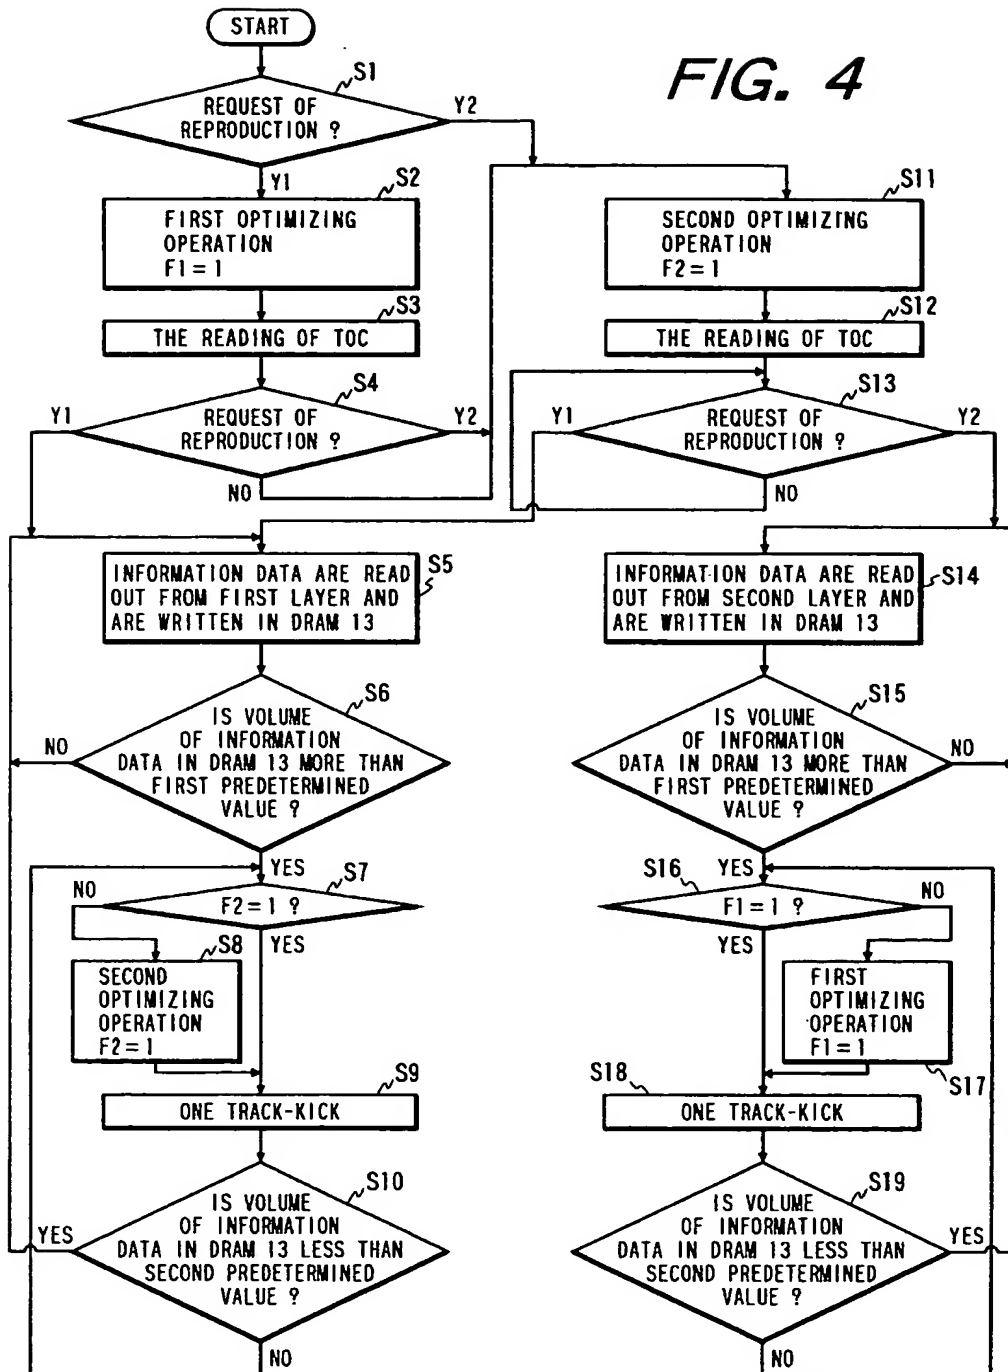 START
FIG. 4
S1
REQUEST OF
REPRODUCTION ?
Y2
Y1
S2
FIRST OPTIMIZING
OPERATION
F1 = 1
S11
SECOND OPTIMIZING
OPERATION
F2 = 1
S3
THE READING OF TOC
S12
THE READING OF TOC
S4
Y1
REQUEST OF
REPRODUCTION ?
Y2
NO
S13
Y1
REQUEST OF
REPRODUCTION ?
Y2
NO
INFORMATION DATA ARE READ
OUT FROM FIRST LAYER AND
ARE WRITTEN IN DRAM 13
S5
INFORMATION DATA ARE READ
OUT FROM SECOND LAYER AND
ARE WRITTEN IN DRAM 13
S14
S6
IS VOLUME
OF INFORMATION
DATA IN DRAM 13 MORE THAN
FIRST PREDETERMINED
VALUE ?
NO
YES
S15
IS VOLUME
OF INFORMATION
DATA IN DRAM 13 MORE THAN
FIRST PREDETERMINED
VALUE ?
NO
YES
S7
NO
F2 = 1 ?
YES
S16
F1 = 1 ?
NO
YES
S8
SECOND
OPTIMIZING
OPERATION
F2 = 1
FIRST
OPTIMIZING
OPERATION
F1 = 1
S17
S9
ONE TRACK-KICK
S18
ONE TRACK-KICK
S10
IS VOLUME
OF INFORMATION
DATA IN DRAM 13 LESS THAN
SECOND PREDETERMINED
VALUE ?
YES
NO
S19
IS VOLUME
OF INFORMATION
DATA IN DRAM 13 LESS THAN
SECOND PREDETERMINED
VALUE ?
YES
NO